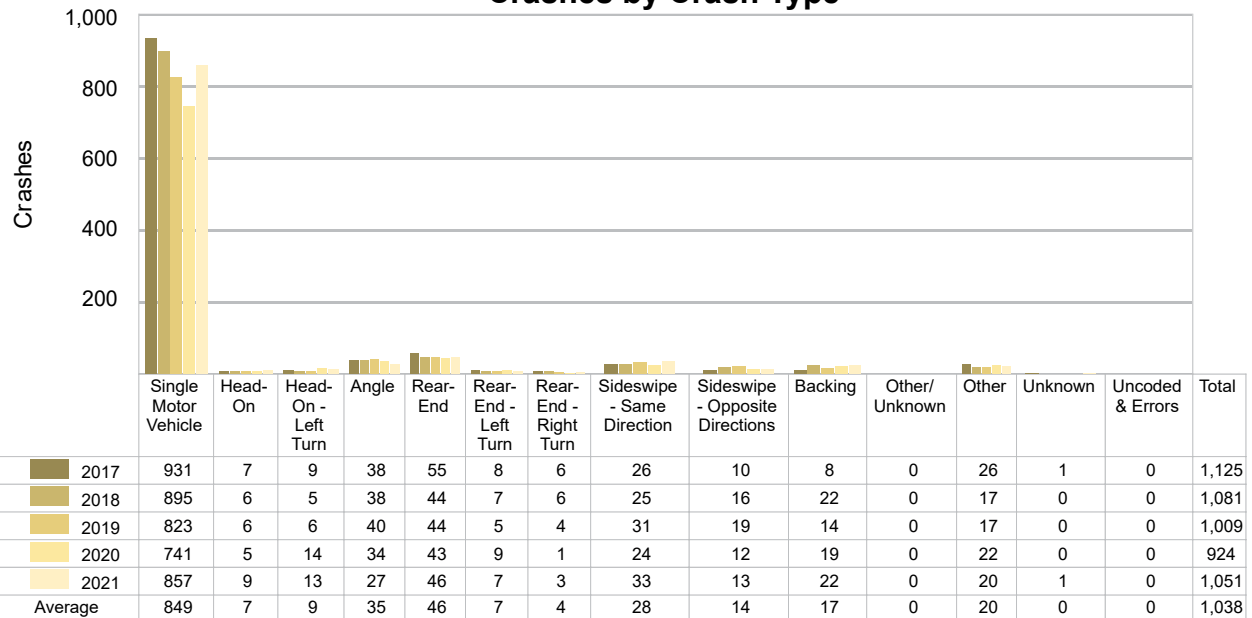 Crashes by Crash Type
1,000
800
600
400
200
Crashes
Single Motor Vehicle Head-On Head-On - Left Turn Angle Rear-End Rear-End - Left Turn Rear-End - Right Turn Sideswipe - Same Direction Sideswipe - Opposite Directions Backing Other/ Unknown Other Unknown Uncoded & Errors Total
2017 931 7 9 38 55 8 6 26 10 8 0 26 1 0 1,125
2018 895 6 5 38 44 7 6 25 16 22 0 17 0 0 1,081
2019 823 6 6 40 44 5 4 31 19 14 0 17 0 0 1,009
2020 741 5 14 34 43 9 1 24 12 19 0 22 0 0 924
2021 857 9 13 27 46 7 3 33 13 22 0 20 1 0 1,051
Average 849 7 9 35 46 7 4 28 14 17 0 20 0 0 1,038